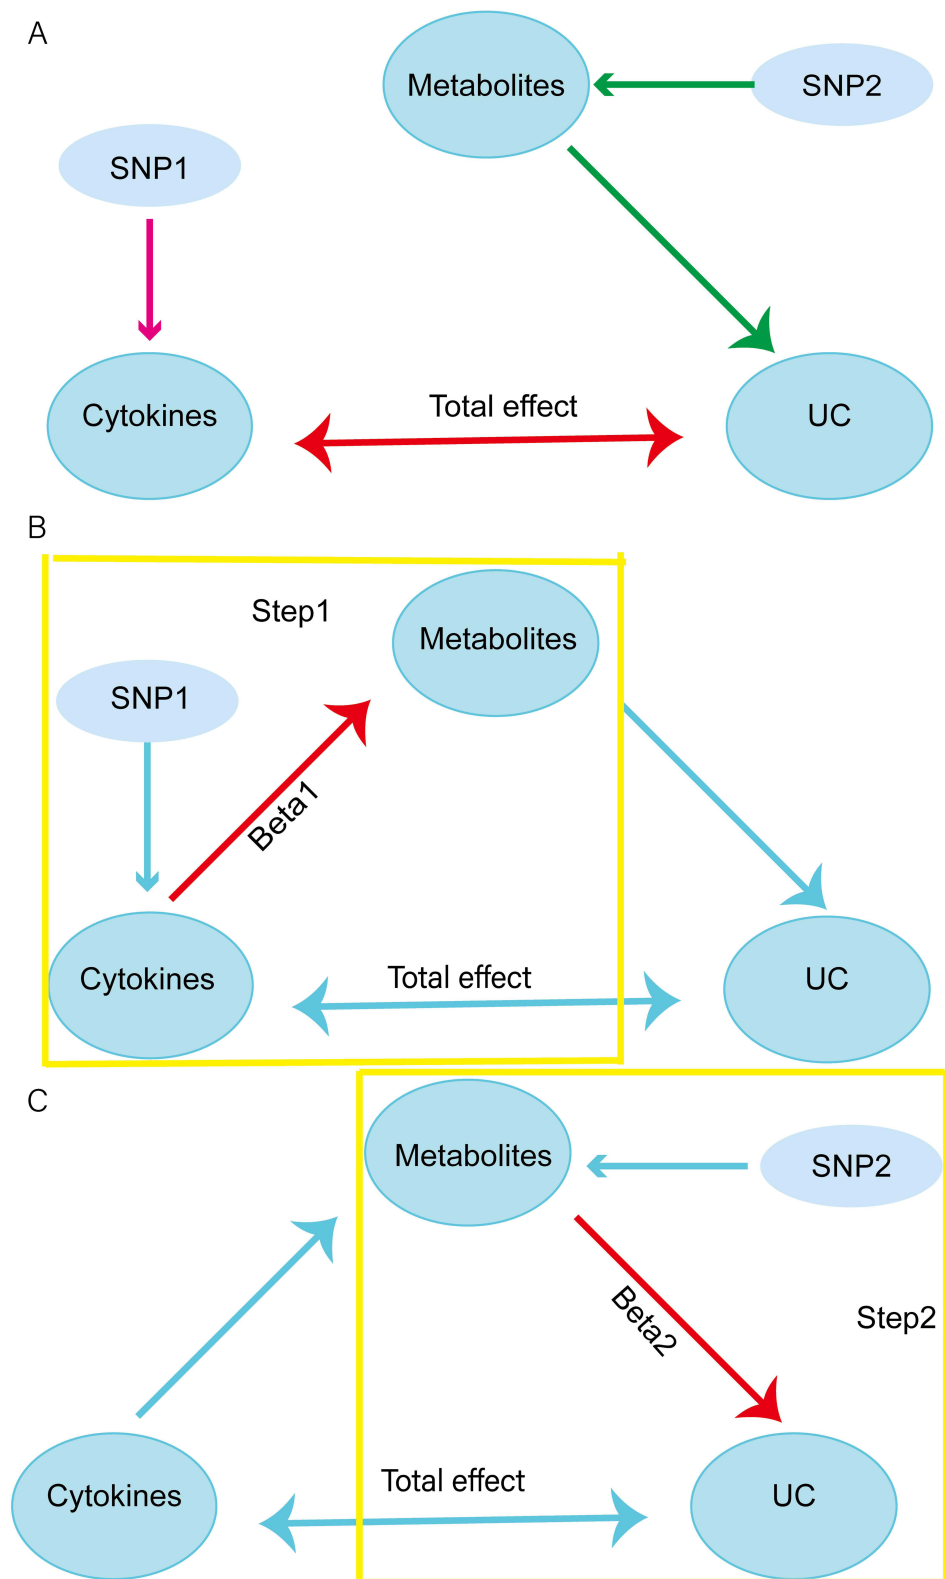 A
Metabolites
SNP2
SNP1
Total effect
Cytokines
UC
B
Step1
Metabolites
SNP1
Beta1
Total effect
Cytokines
UC
C
Metabolites
SNP2
Beta2
Step2
Total effect
Cytokines
UC